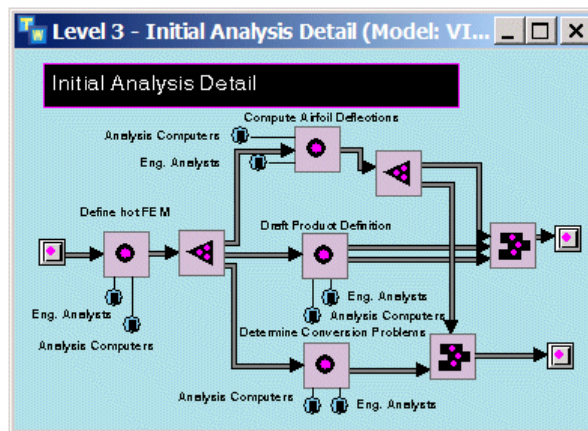 TW Level 3 - Initial Analysis Detail (Model: VI...
Initial Analysis Detail
Compute Airfoil Deflections
Analysis Computers
Eng. Analysts
Define hot FEM
Draft Product Definition
Eng. Analysts
Analysis Computers
Eng. Analysts
Analysis Computers
Determine Conversion Problems
Analysis Computers
Eng. Analysts